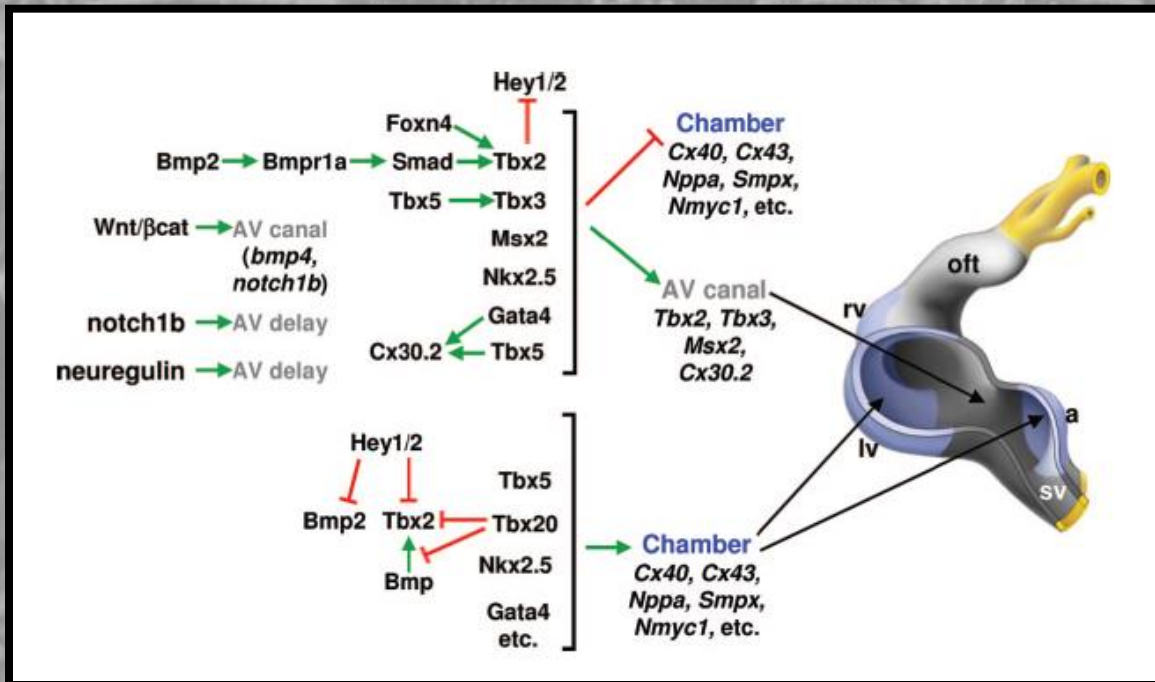 Hey1/2
Foxn4
Bmp2 Bmpr1a Smad Tbx2
Tbx5 Tbx3
Wnt/βcat AV canal
(bmp4,
notch1b)
Msx2
Nkx2.5
notch1b AV delay
Gata4
Cx30.2 Tbx5
neuregulin AV delay
Chamber
Cx40, Cx43,
Nppa, Smpx,
Nmyc1, etc.
AV canal
Tbx2, Tbx3,
Msx2,
Cx30.2
Hey1/2
Bmp2 Tbx2
Bmp
Tbx5
Tbx20
Nkx2.5
Gata4
etc.
Chamber
Cx40, Cx43,
Nppa, Smpx,
Nmyc1, etc.
oft
rv
lv
a
sv